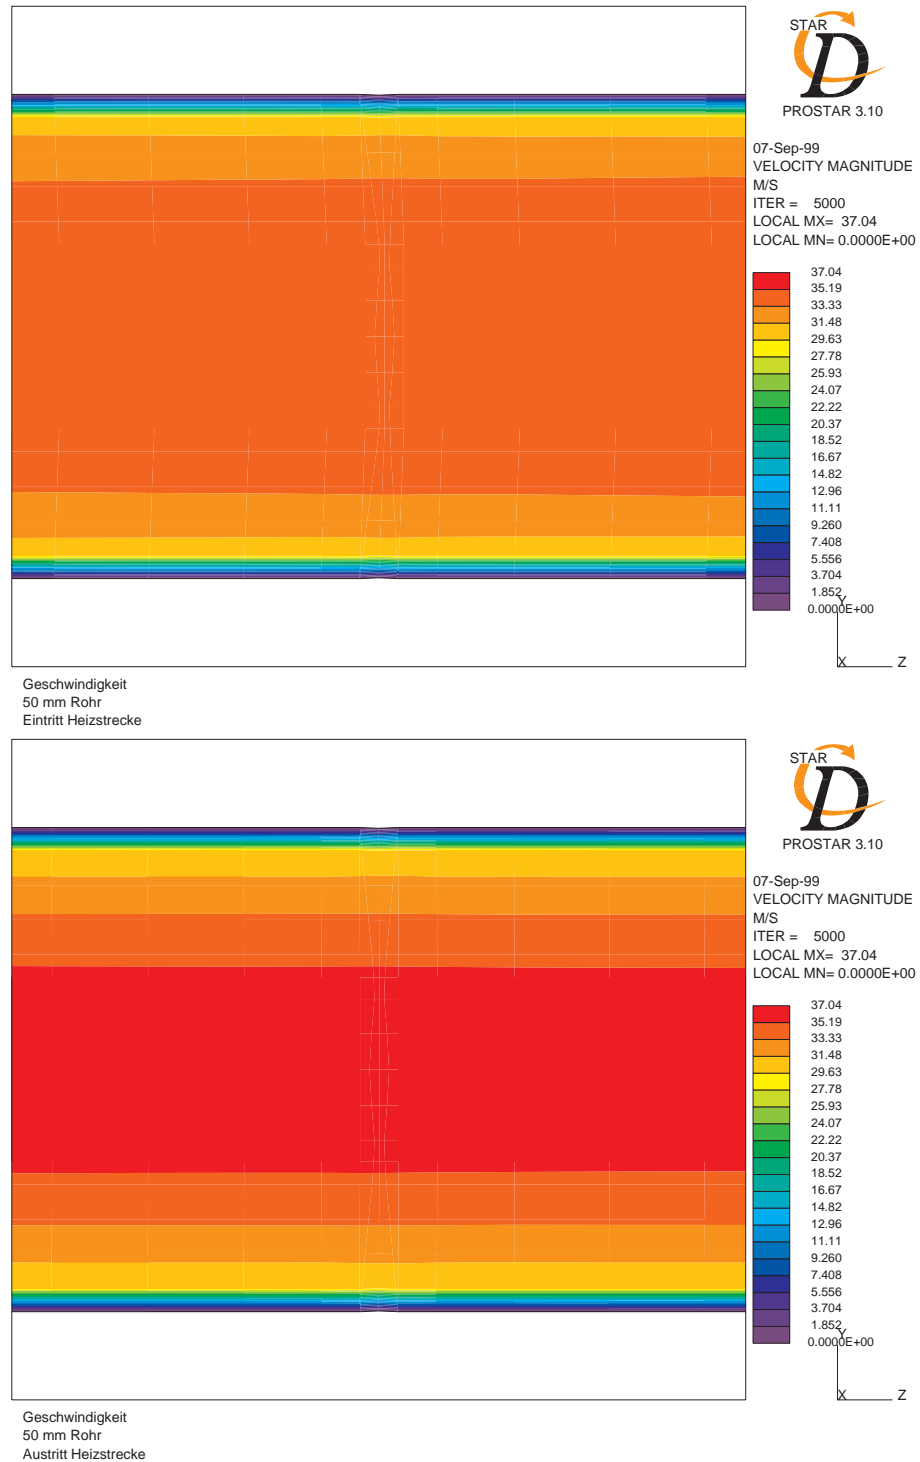 STAR
D
PROSTAR 3.10
07-Sep-99
VELOCITY MAGNITUDE
M/S
ITER = 5000
LOCAL MX= 37.04
LOCAL MN= 0.0000E+00
37.04
35.19
33.33
31.48
29.63
27.78
25.93
24.07
22.22
20.37
18.52
16.67
14.82
12.96
11.11
9.260
7.408
5.556
3.704
1.852
0.0000E+00
Y
X
Z
Geschwindigkeit
50 mm Rohr
Eintritt Heizstrecke
STAR
D
PROSTAR 3.10
07-Sep-99
VELOCITY MAGNITUDE
M/S
ITER = 5000
LOCAL MX= 37.04
LOCAL MN= 0.0000E+00
37.04
35.19
33.33
31.48
29.63
27.78
25.93
24.07
22.22
20.37
18.52
16.67
14.82
12.96
11.11
9.260
7.408
5.556
3.704
1.852
0.0000E+00
Y
X
Z
Geschwindigkeit
50 mm Rohr
Austritt Heizstrecke